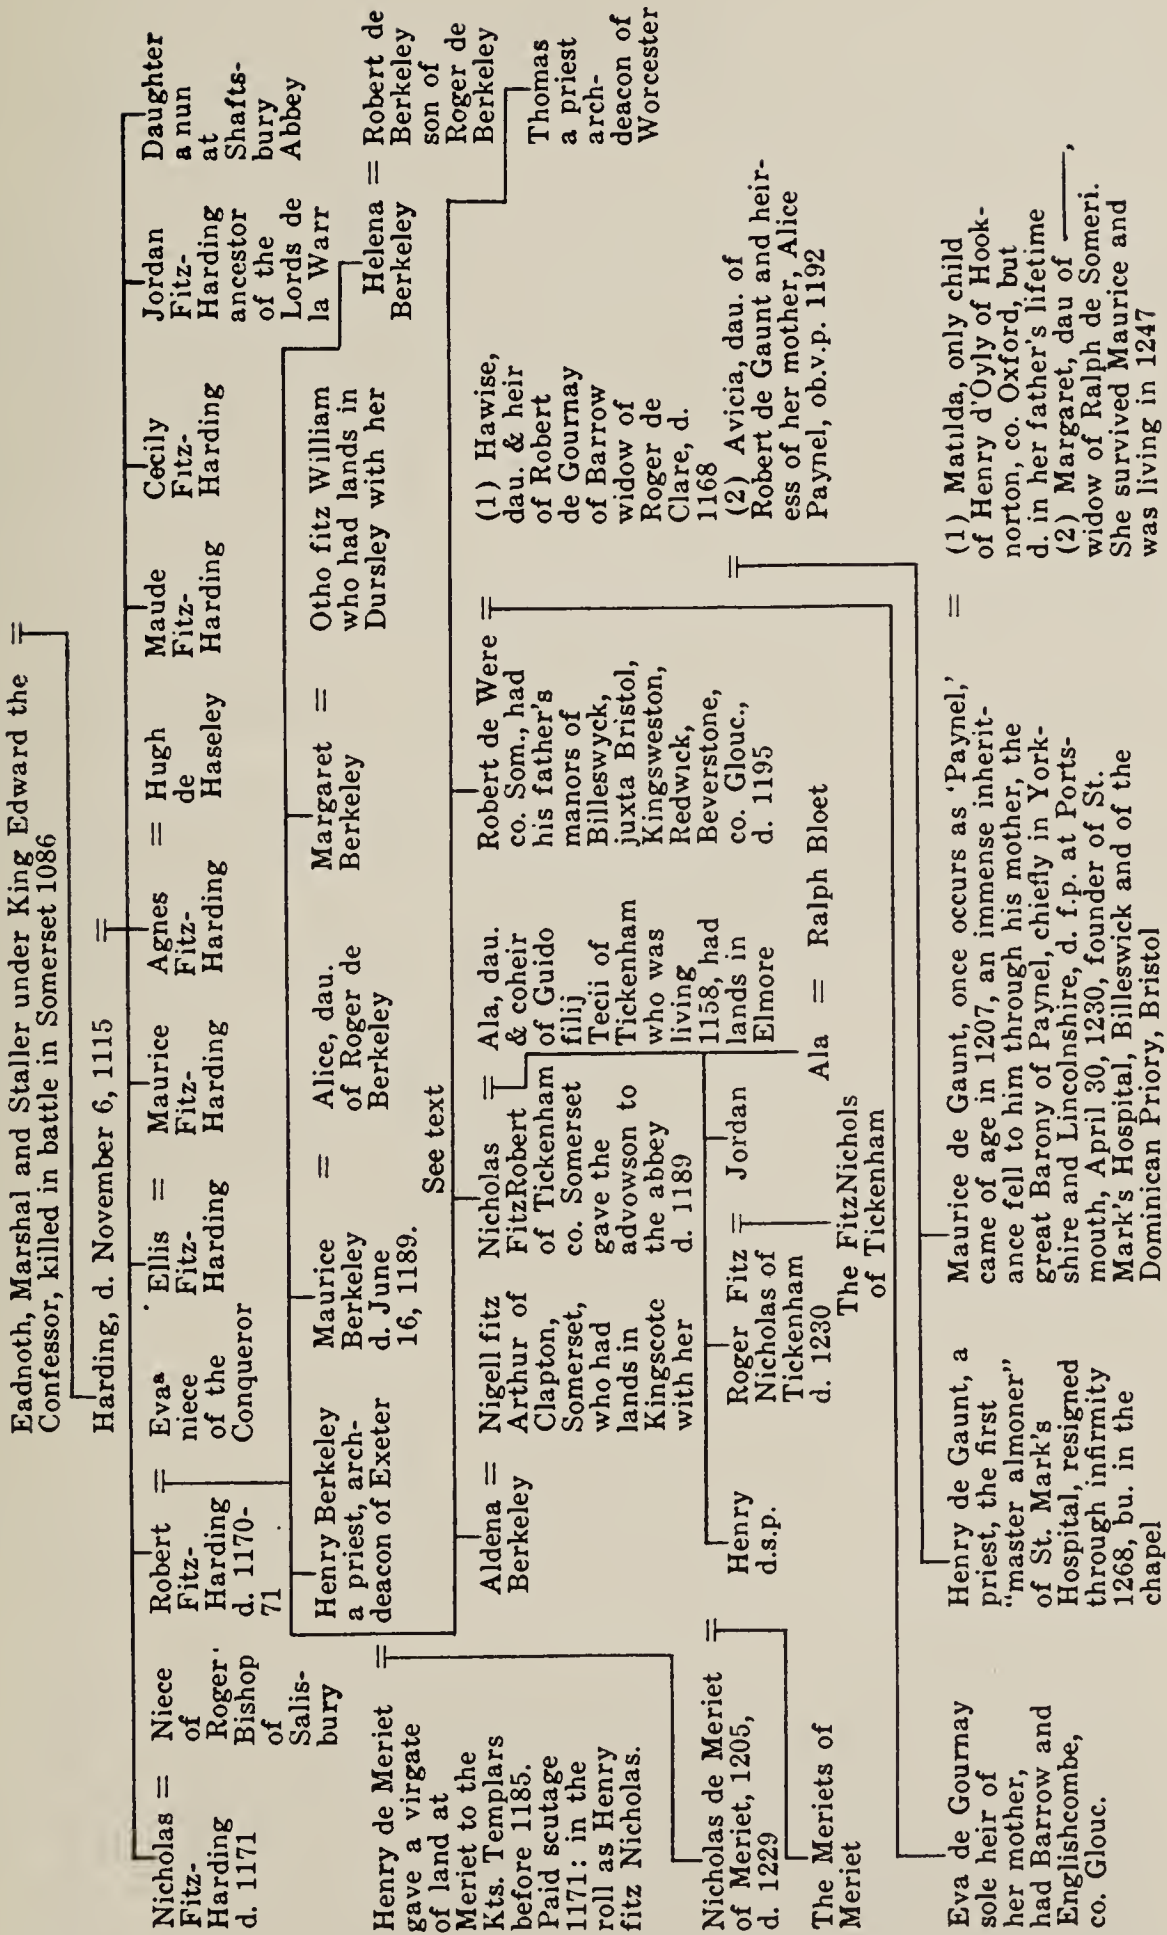 Eadnoth, Marshal and Staller under King Edward the =
Confessor, killed in battle in Somerset 1086
Harding, d. November 6, 1115 =
Nicholas =
Fitz-
Harding
d. 1171
Niece
of
Roger
Bishop
of
Salis-
bury
Robert =
Fitz-
Harding
d. 1170-
71
Evaª
niece
of the
Conqueror
Ellis =
Fitz-
Harding
Maurice
Fitz-
Harding
Agnes =
Fitz-
Harding
Hugh
de
Haseley
Maude
Fitz-
Harding
Cecily
Fitz-
Harding
Jordan
Fitz-
Harding
ancestor
of the
Lords de
la Warr
Daughter
a nun
at
Shafts-
bury
Abbey
Henry Berkeley
a priest, arch-
deacon of Exeter
Maurice =
Berkeley
d. June
16, 1189.
Alice, dau.
of Roger de
Berkeley
See text
Margaret =
Berkeley
Otho fitz William
who had lands in
Dursley with her
Helena =
Berkeley
Robert de
Berkeley
son of
Roger de
Berkeley
Henry de Meriet =
gave a virgate
of land at
Meriet to the
Kts. Templars
before 1185.
Paid scutage
1171: in the
roll as Henry
fitz Nicholas.
Aldena =
Berkeley
Nigell fitz
Arthur of
Clapton,
Somerset,
who had
lands in
Kingscote
with her
Nicholas =
FitzRobert
of Tickenham
co. Somerset
gave the
advowson to
the abbey
d. 1189
Ala, dau.
& coheir
of Guido
filij
Tecii of
Tickenham
who was
living
1158, had
lands in
Elmore
Robert de Were =
co. Som., had
his father's
manors of
Billeswyck,
juxta Bristol,
Kingsweston,
Redwick,
Beverstone,
co. Glouc.,
d. 1195
(1) Hawise,
dau. & heir
of Robert
de Gournay
of Barrow
widow of
Roger de
Clare, d.
1168
= (2) Avicia, dau. of
Robert de Gaunt and heir-
ess of her mother, Alice
Paynel, ob.v.p. 1192
Thomas
a priest
arch-
deacon of
Worcester
Nicholas de Meriet =
of Meriet, 1205,
d. 1229
Henry
d.s.p.
Roger Fitz =
Nicholas of
Tickenham
d. 1230
Jordan
Ala = Ralph Bloet
The Meriets of
Meriet
The FitzNichols
of Tickenham
Eva de Gournay
sole heir of
her mother,
had Barrow and
Englishcombe,
co. Glouc.
Henry de Gaunt, a
priest, the first
"master almoner"
of St. Mark's
Hospital, resigned
through infirmity
1268, bu. in the
chapel
Maurice de Gaunt, once occurs as 'Paynel,' =
came of age in 1207, an immense inherit-
ance fell to him through his mother, the
great Barony of Paynel, chiefly in York-
shire and Lincolnshire, d. f.p. at Ports-
mouth, April 30, 1230, founder of St.
Mark's Hospital, Billeswick and of the
Dominican Priory, Bristol
(1) Matilda, only child
of Henry d'Oyly of Hook-
norton, co. Oxford, but
d. in her father's lifetime
(2) Margaret, dau of ———,
widow of Ralph de Someri.
She survived Maurice and
was living in 1247